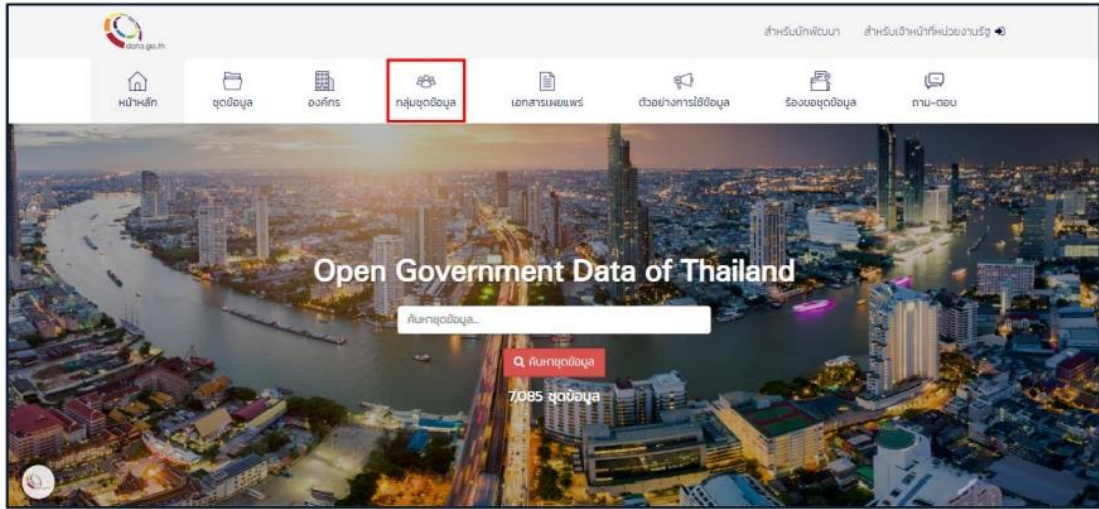 data.go.th
สำหรับนักพัฒนา สำหรับเจ้าหน้าที่หน่วยงานรัฐ
หน้าหลัก ชุดข้อมูล องค์กร กลุ่มชุดข้อมูล เอกสารเผยแพร่ ตัวอย่างการใช้ข้อมูล ร้องขอชุดข้อมูล ถาม-ตอบ
Open Government Data of Thailand
ค้นหาชุดข้อมูล...
ค้นหาชุดข้อมูล
7,085 ชุดข้อมูล